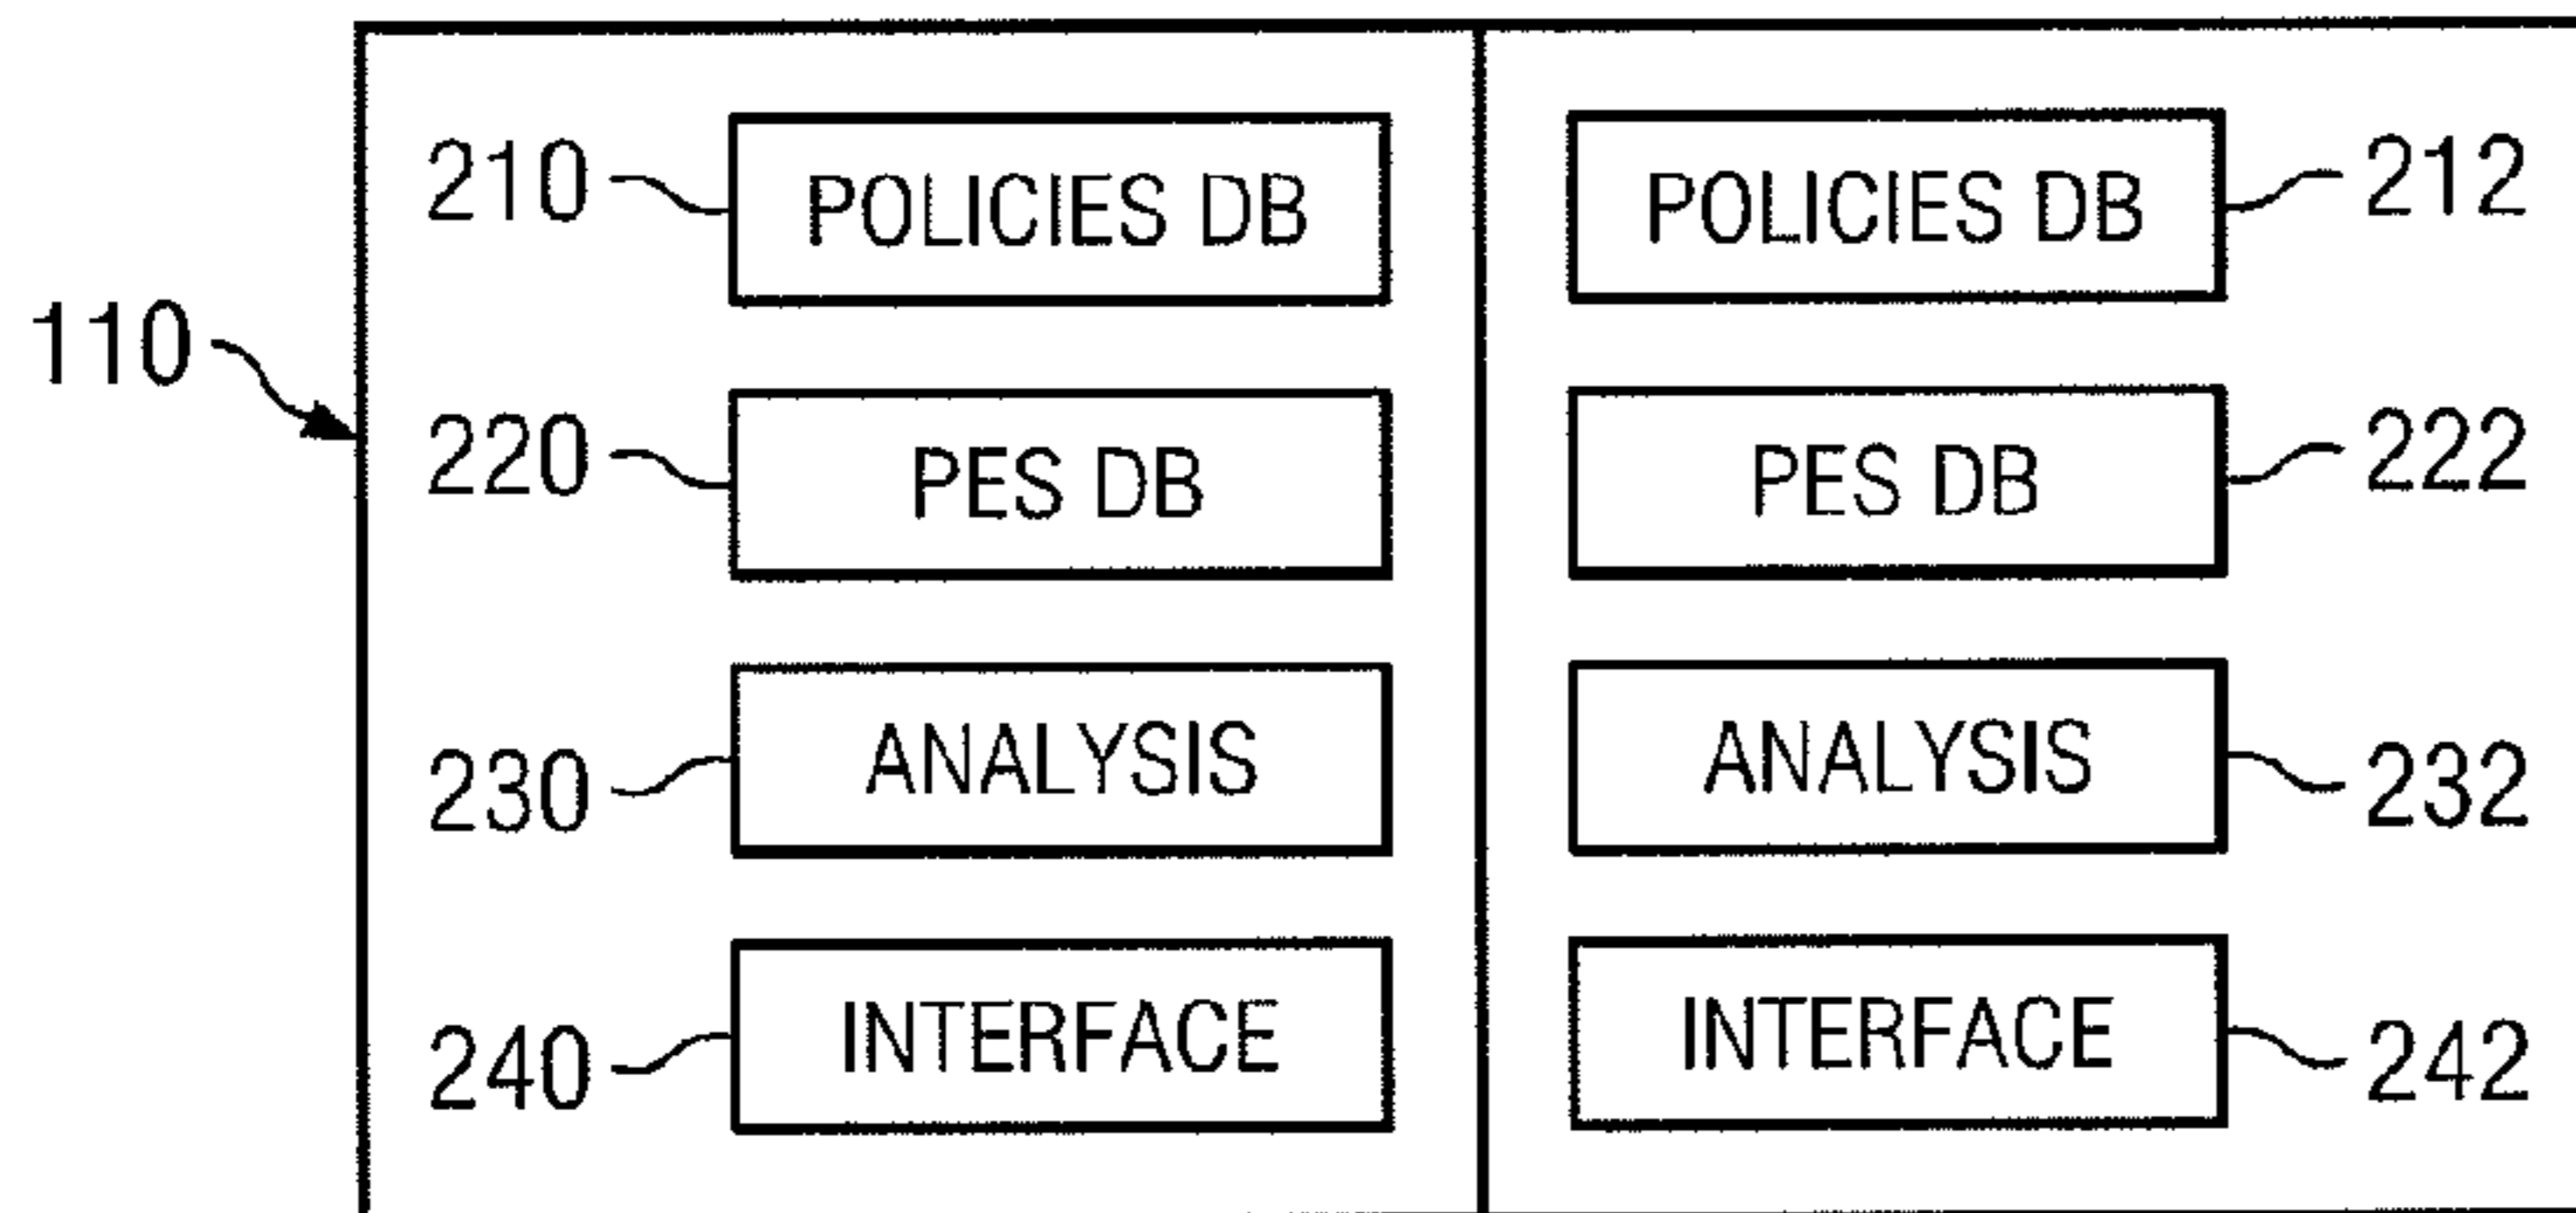 210 POLICIES DB POLICIES DB 212
110
220 PES DB PES DB 222
230 ANALYSIS ANALYSIS 232
240 INTERFACE INTERFACE 242